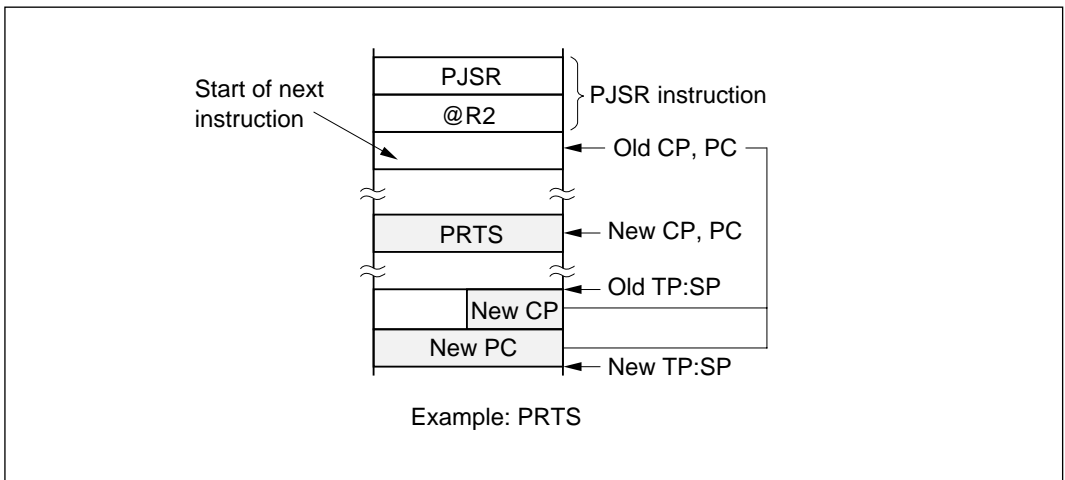 PJSR
Start of next
instruction
PJSR instruction
@R2
Old CP, PC
PRTS
New CP, PC
Old TP:SP
New CP
New PC
New TP:SP
Example: PRTS